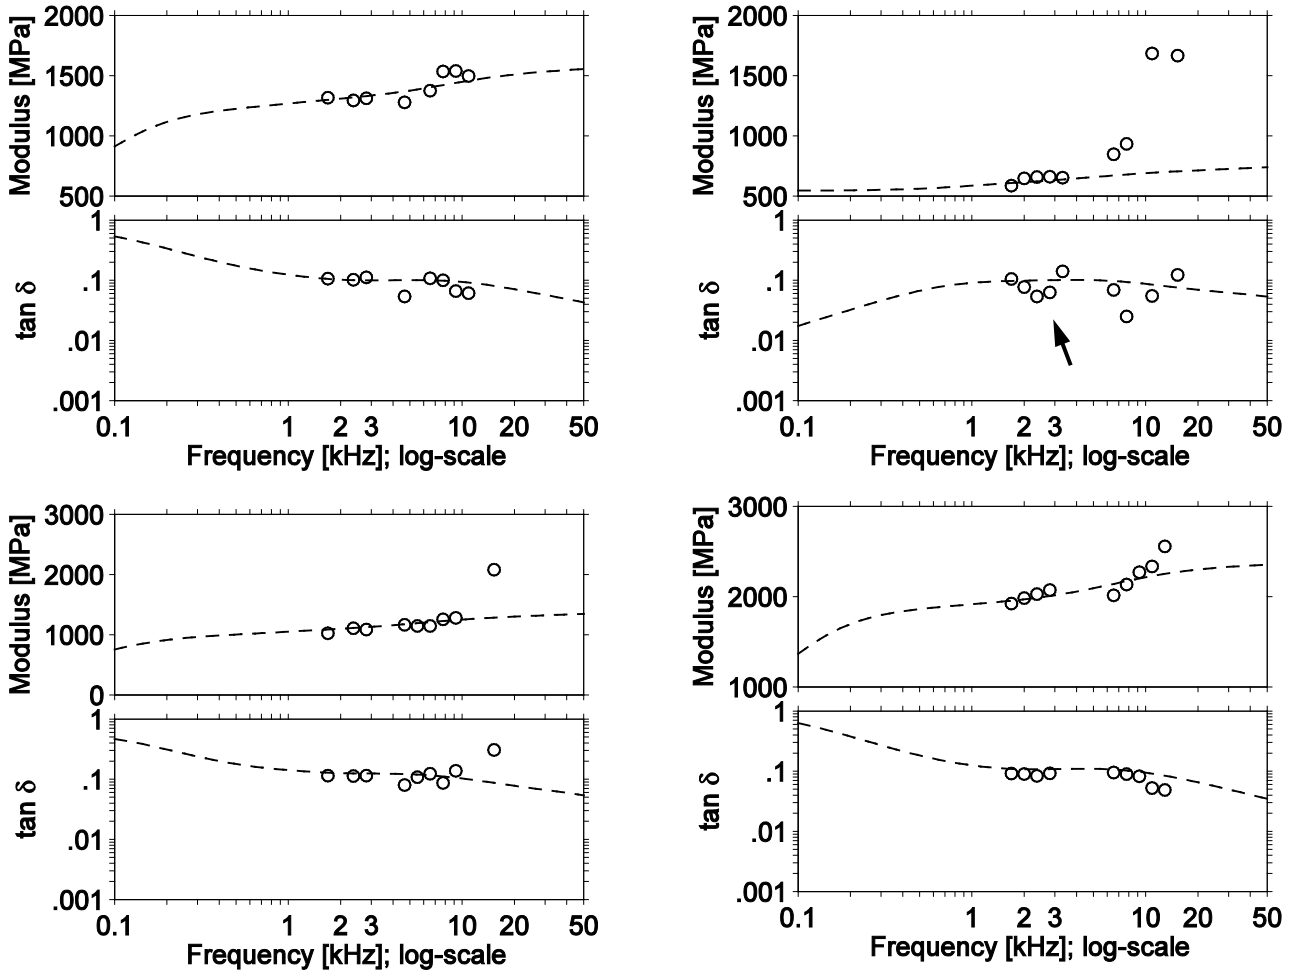 2000
1500
1000
500
Modulus [MPa]
1
.1
.01
.001
tan δ
0.1 1 2 3 10 20 50
Frequency [kHz]; log-scale
2000
1500
1000
500
Modulus [MPa]
1
.1
.01
.001
tan δ
0.1 1 2 3 10 20 50
Frequency [kHz]; log-scale
3000
2000
1000
0
Modulus [MPa]
1
0.1
.01
.001
tan δ
0.1 1 2 3 10 20 50
Frequency [kHz]; log-scale
3000
2000
1000
Modulus [MPa]
1
0.1
.01
.001
tan δ
0.1 1 2 3 10 20 50
Frequency [kHz]; log-scale